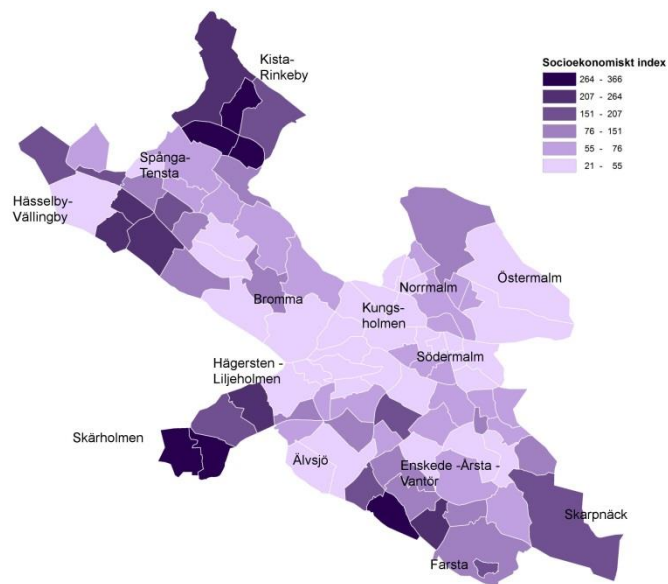 Kista-
Rinkeby
Socioekonomiskt index
264 - 366
207 - 264
151 - 207
76 - 151
55 - 76
21 - 55
Spånga-
Tensta
Hässelby-
Vällingby
Norrmalm
Östermalm
Bromma
Kungs-
holmen
Södermalm
Hägersten -
Liljeholmen
Skärholmen
Älvsjö
Enskede -Årsta -
Vantör
Skarpnäck
Farsta